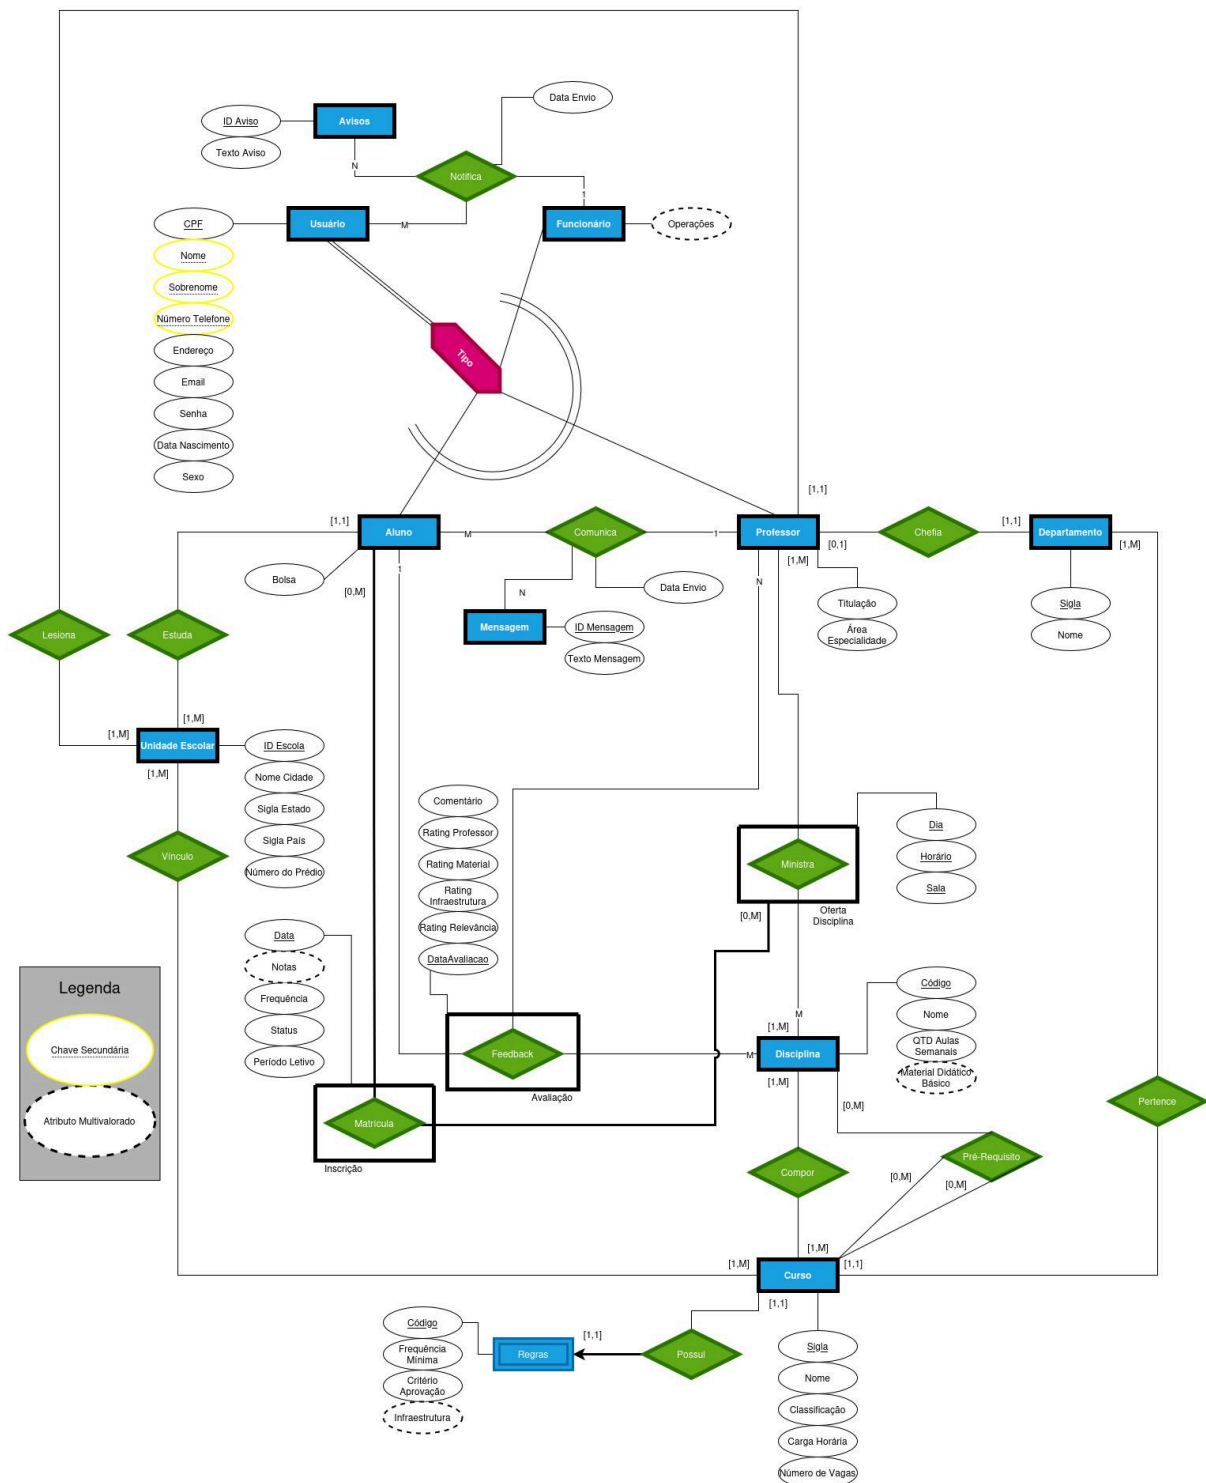 Data Envio
ID Aviso
Avisos
Texto Aviso
N
Notifica
1
CPF
Usuário
M
Funcionário
Operações
Nome
Sobrenome
Número Telefone
Endereço
Email
Senha
Data Nascimento
Sexo
Tipo
[1,1]
[1,1]
Aluno
M
Comunica
1
Professor
[0,1]
Chefia
[1,1]
Departamento
[1,M]
Bolsa
[0,M]
1
N
Data Envio
[1,M]
N
Titulação
Área
Especialidade
Sigla
Nome
Mensagem
ID Mensagem
Texto Mensagem
Lesiona
Estuda
[1,M]
[1,M]
Unidade Escolar
[1,M]
ID Escola
Nome Cidade
Sigla Estado
Sigla País
Número do Prédio
Vínculo
Comentário
Rating Professor
Rating Material
Rating
Infraestrutura
Rating Relevância
DataAvaliacao
Ministra
[0,M]
Oferta
Disciplina
Dia
Horário
Sala
Data
Notas
Frequência
Status
Período Letivo
Legenda
Chave Secundária
Atributo Multivalorado
Feedback
Avaliação
M
M
[1,M]
Disciplina
[1,M]
Código
Nome
QTD Aulas
Semanais
Material Didático
Básico
[0,M]
Matrícula
Inscrição
Pertence
Compor
Pré-Requisito
[0,M]
[0,M]
[1,M]
[1,M]
Curso
[1,1]
[1,1]
Código
Frequência
Mínima
Critério
Aprovação
Infraestrutura
Regras
[1,1]
Possui
Sigla
Nome
Classificação
Carga Horária
Número de Vagas